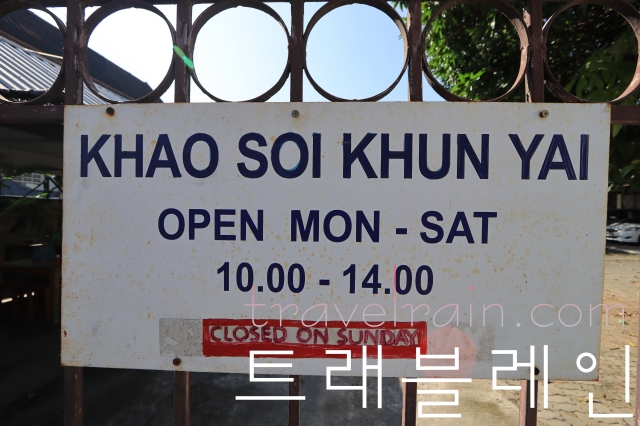 KHAO SOI KHUN YAI
OPEN MON - SAT
10.00 - 14.00
travelrain.com
CLOSED ON SUNDAY
트래블레인